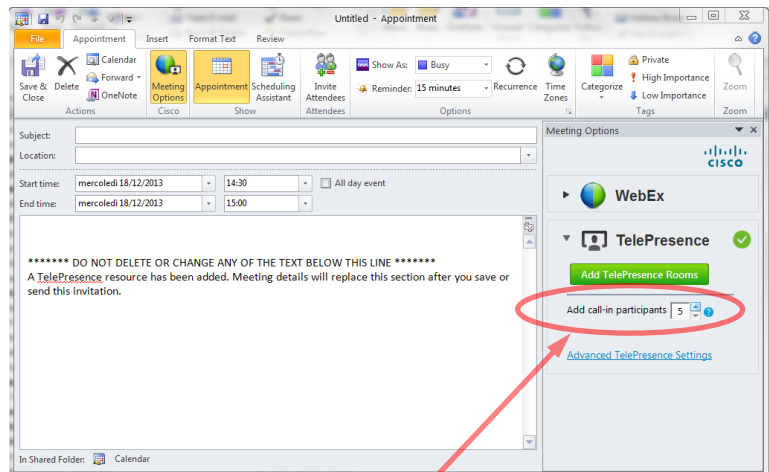 Untitled - Appointment
File Appointment Insert Format Text Review
Save & Close
Delete
Calendar
Forward
OneNote
Actions
Meeting Options
Cisco
Appointment
Scheduling Assistant
Show
Invite Attendees
Attendees
Show As: Busy
Reminder: 15 minutes
Recurrence
Time Zones
Options
Categorize
Private
High Importance
Low Importance
Tags
Zoom
Zoom
Subject:
Location:
Start time: mercoledì 18/12/2013 14:30 All day event
End time: mercoledì 18/12/2013 15:00
******* DO NOT DELETE OR CHANGE ANY OF THE TEXT BELOW THIS LINE *******
A TelePresence resource has been added. Meeting details will replace this section after you save or
send this invitation.
In Shared Folder: Calendar
Meeting Options
CISCO
WebEx
TelePresence
Add TelePresence Rooms
Add call-in participants 5
Advanced TelePresence Settings